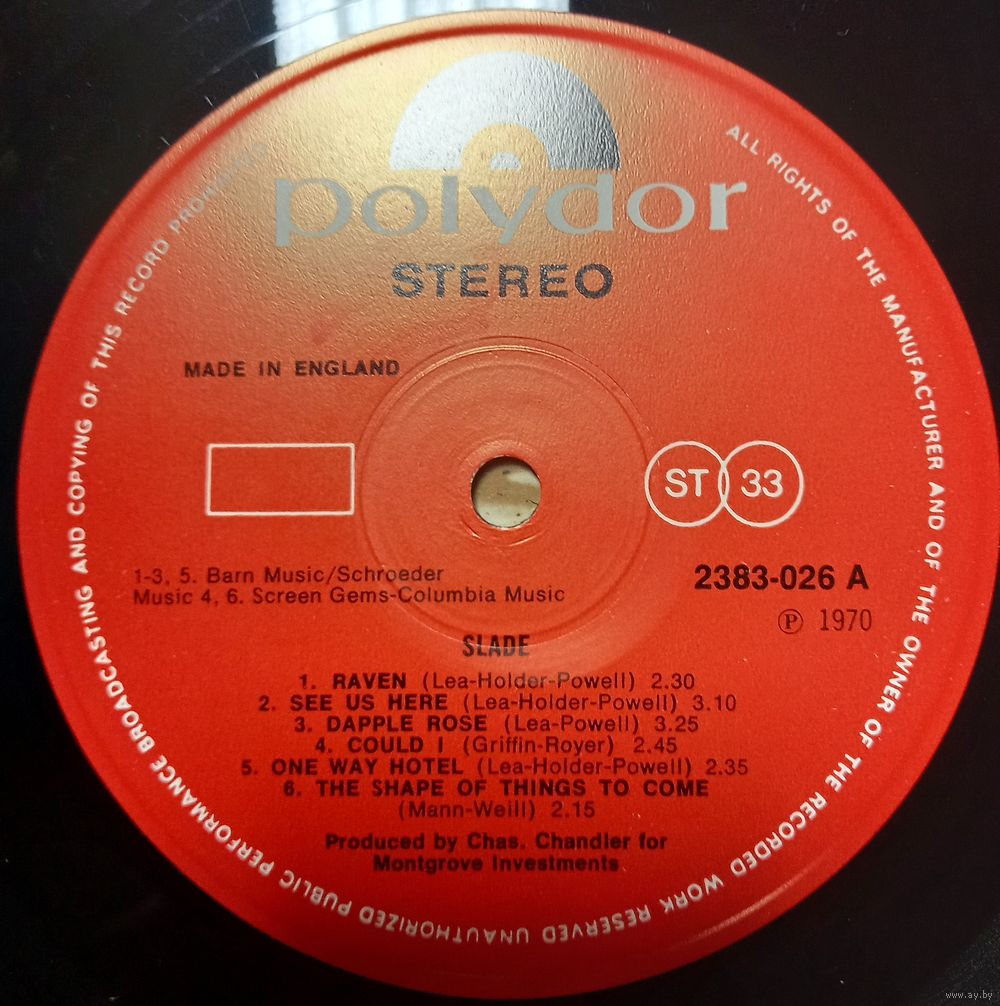 polydor
STEREO
MADE IN ENGLAND
ST 33
1-3, 5. Barn Music/Schroeder
Music 4, 6. Screen Gems-Columbia Music
2383-026 A
Ⓟ 1970
SLADE
1. RAVEN (Lea-Holder-Powell) 2.30
2. SEE US HERE (Lea-Holder-Powell) 3.10
3. DAPPLE ROSE (Lea-Powell) 3.25
4. COULD I (Griffin-Royer) 2.45
5. ONE WAY HOTEL (Lea-Holder-Powell) 2.35
6. THE SHAPE OF THINGS TO COME
(Mann-Weill) 2.15
Produced by Chas. Chandler for
Montgrove Investments
ALL RIGHTS OF THE MANUFACTURER AND OF THE OWNER OF THE RECORDED WORK RESERVED UNAUTHORIZED PUBLIC PERFORMANCE BROADCASTING AND COPYING OF THIS RECORD PROHIBITED
www.ay.by